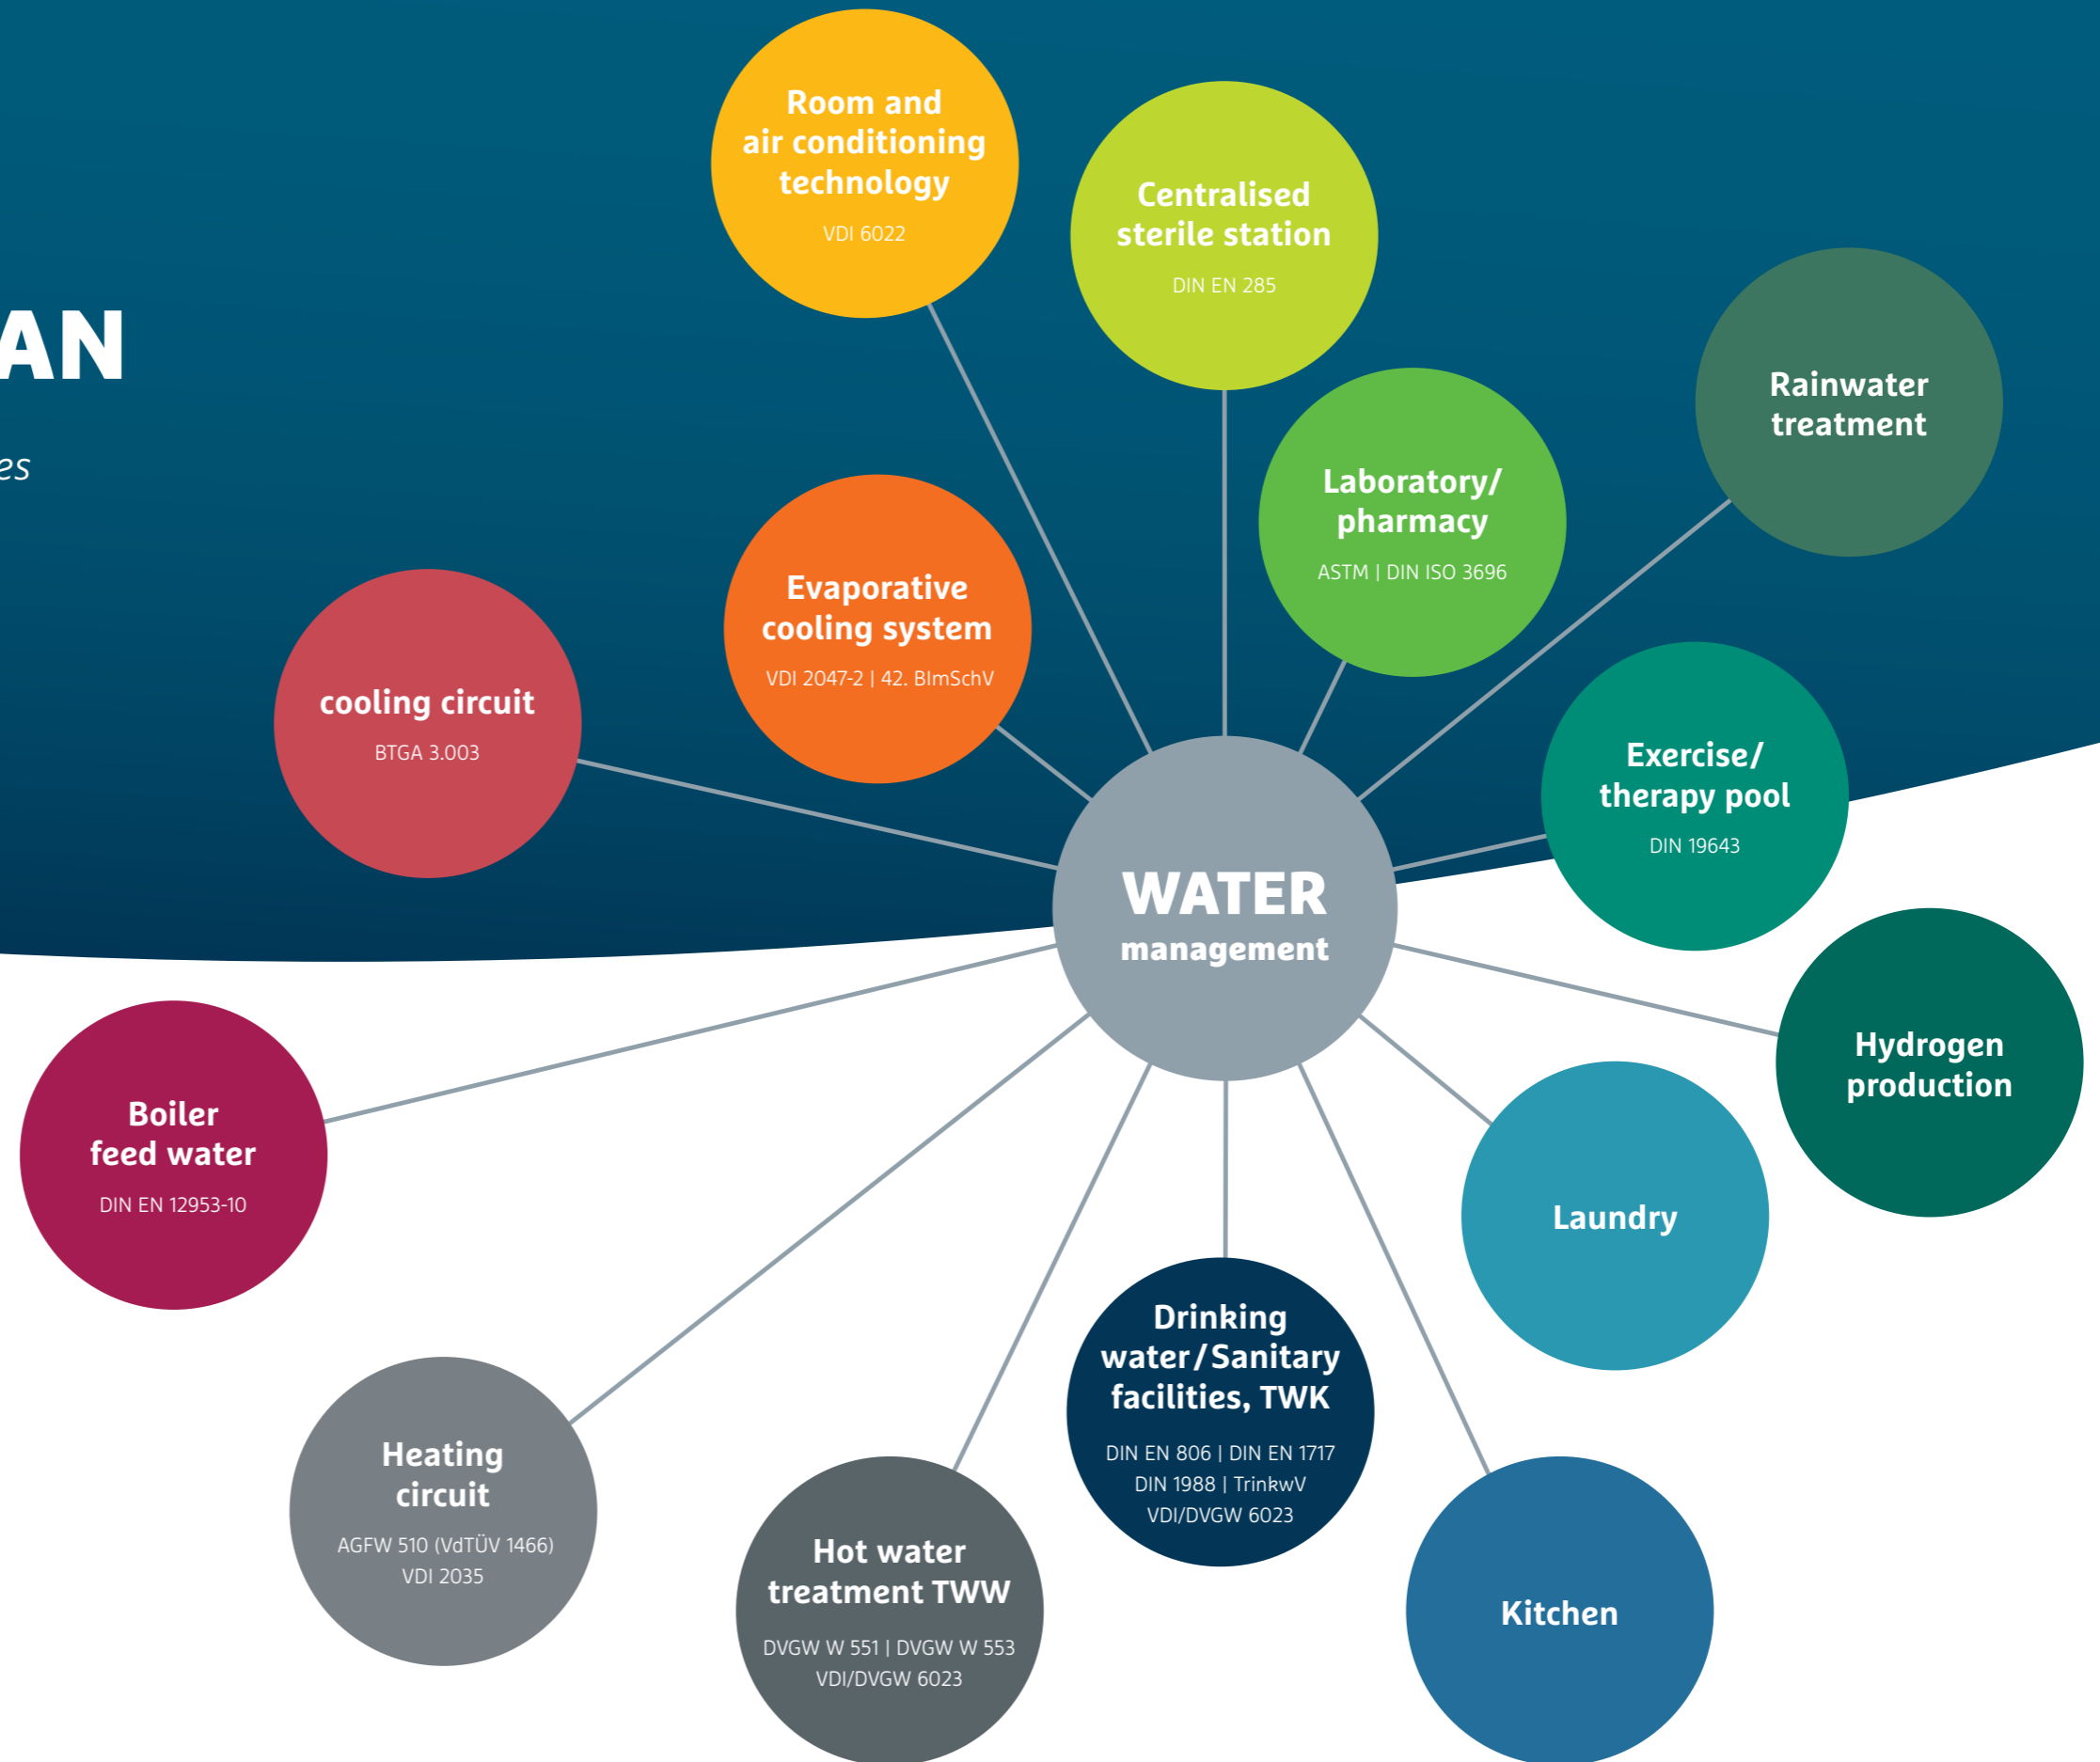 AN
es
Room and
air conditioning
technology
VDI 6022
Centralised
sterile station
DIN EN 285
Rainwater
treatment
Laboratory/
pharmacy
ASTM | DIN ISO 3696
Evaporative
cooling system
VDI 2047-2 | 42. BImSchV
cooling circuit
BTGA 3.003
Exercise/
therapy pool
DIN 19643
WATER
management
Hydrogen
production
Boiler
feed water
DIN EN 12953-10
Laundry
Drinking
water/Sanitary
facilities, TWK
DIN EN 806 | DIN EN 1717
DIN 1988 | TrinkwV
VDI/DVGW 6023
Heating
circuit
AGFW 510 (VdTÜV 1466)
VDI 2035
Hot water
treatment TWW
DVGW W 551 | DVGW W 553
VDI/DVGW 6023
Kitchen